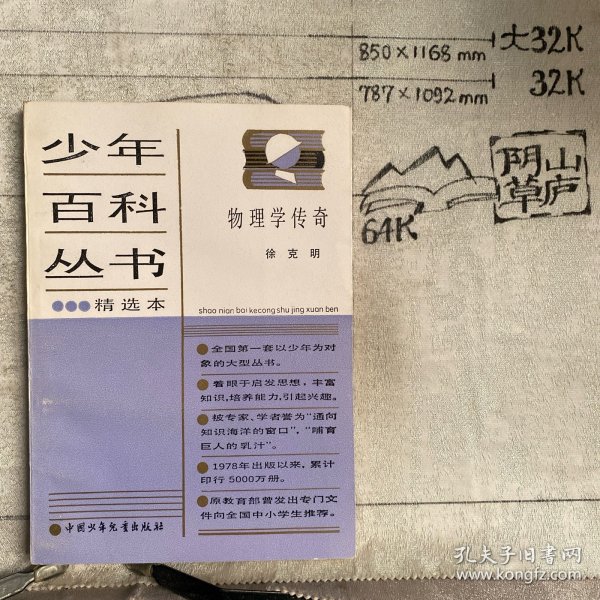 少年
百科
丛书
精选本
物理学传奇
徐克明
shao nian bai kecong shu jing xuan ben
全国第一套以少年为对
象的大型丛书。
着眼于启发思想，丰富
知识，培养能力，引起兴趣。
被专家、学者誉为“通向
知识海洋的窗口”，“哺育
巨人的乳汁”。
1978年出版以来，累计
印行5000万册。
原教育部曾发出专门文
件向全国中小学生推荐。
中国少年儿童出版社
850×1168 mm 大32K
787×1092 mm 32K
64K
阴山
草庐
孔夫子旧书网
www.kongfz.com